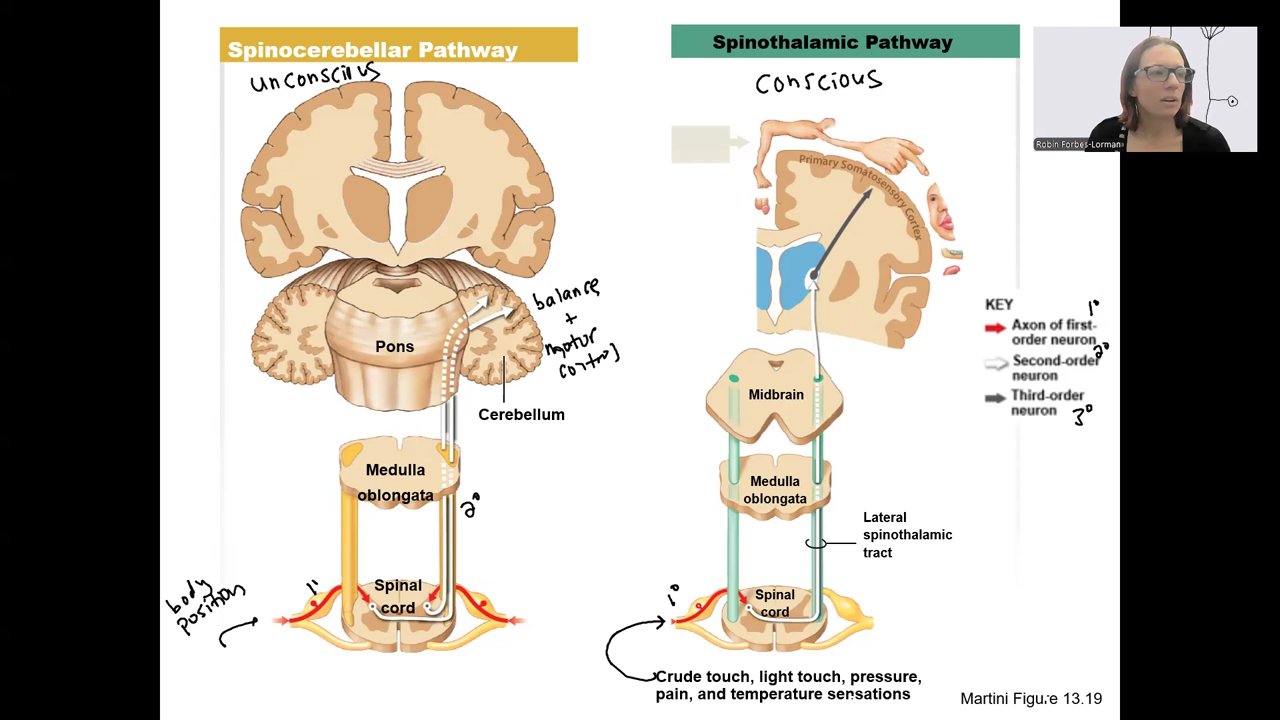 Spinocerebellar Pathway
unconscious
balance
+
motor
control
Pons
Cerebellum
Medulla
oblongata
2°
Spinal
cord
1°
body
position
Spinothalamic Pathway
conscious
Primary Somatosensory Cortex
Midbrain
Medulla
oblongata
Lateral
spinothalamic
tract
Spinal
cord
1°
Crude touch, light touch, pressure,
pain, and temperature sensations
KEY
1°
Axon of first-
order neuron
2°
Second-order
neuron
Third-order
neuron
3°
Martini Figure 13.19
Robin Forbes-Lorman